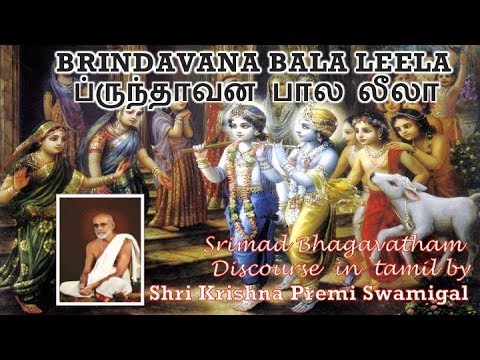 BRINDAVANA BALA LEELA
ப்ருந்தாவன பால லீலா
Srimad Bhagavatham
Discourse in tamil by
Shri Krishna Premi Swamigal